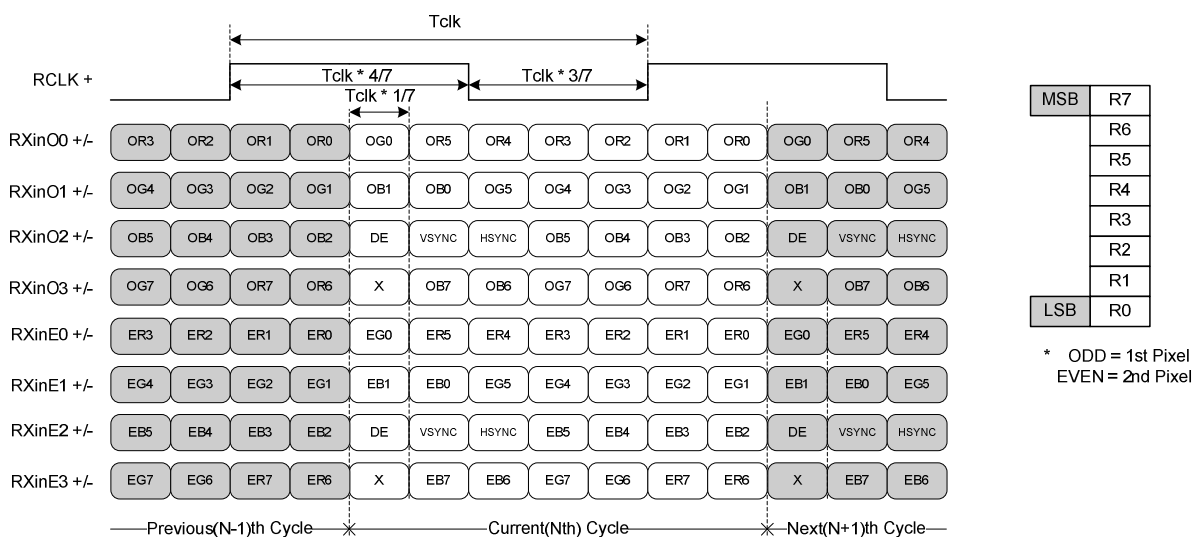 Tclk
RCLK +
Tclk * 4/7
Tclk * 3/7
Tclk * 1/7
RXinO0 +/- OR3 OR2 OR1 OR0 OG0 OR5 OR4 OR3 OR2 OR1 OR0 OG0 OR5 OR4
RXinO1 +/- OG4 OG3 OG2 OG1 OB1 OB0 OG5 OG4 OG3 OG2 OG1 OB1 OB0 OG5
RXinO2 +/- OB5 OB4 OB3 OB2 DE VSYNC HSYNC OB5 OB4 OB3 OB2 DE VSYNC HSYNC
RXinO3 +/- OG7 OG6 OR7 OR6 X OB7 OB6 OG7 OG6 OR7 OR6 X OB7 OB6
RXinE0 +/- ER3 ER2 ER1 ER0 EG0 ER5 ER4 ER3 ER2 ER1 ER0 EG0 ER5 ER4
RXinE1 +/- EG4 EG3 EG2 EG1 EB1 EB0 EG5 EG4 EG3 EG2 EG1 EB1 EB0 EG5
RXinE2 +/- EB5 EB4 EB3 EB2 DE VSYNC HSYNC EB5 EB4 EB3 EB2 DE VSYNC HSYNC
RXinE3 +/- EG7 EG6 ER7 ER6 X EB7 EB6 EG7 EG6 ER7 ER6 X EB7 EB6
Previous(N-1)th Cycle Current(Nth) Cycle Next(N+1)th Cycle
MSB R7
R6
R5
R4
R3
R2
R1
LSB R0
* ODD = 1st Pixel
EVEN = 2nd Pixel